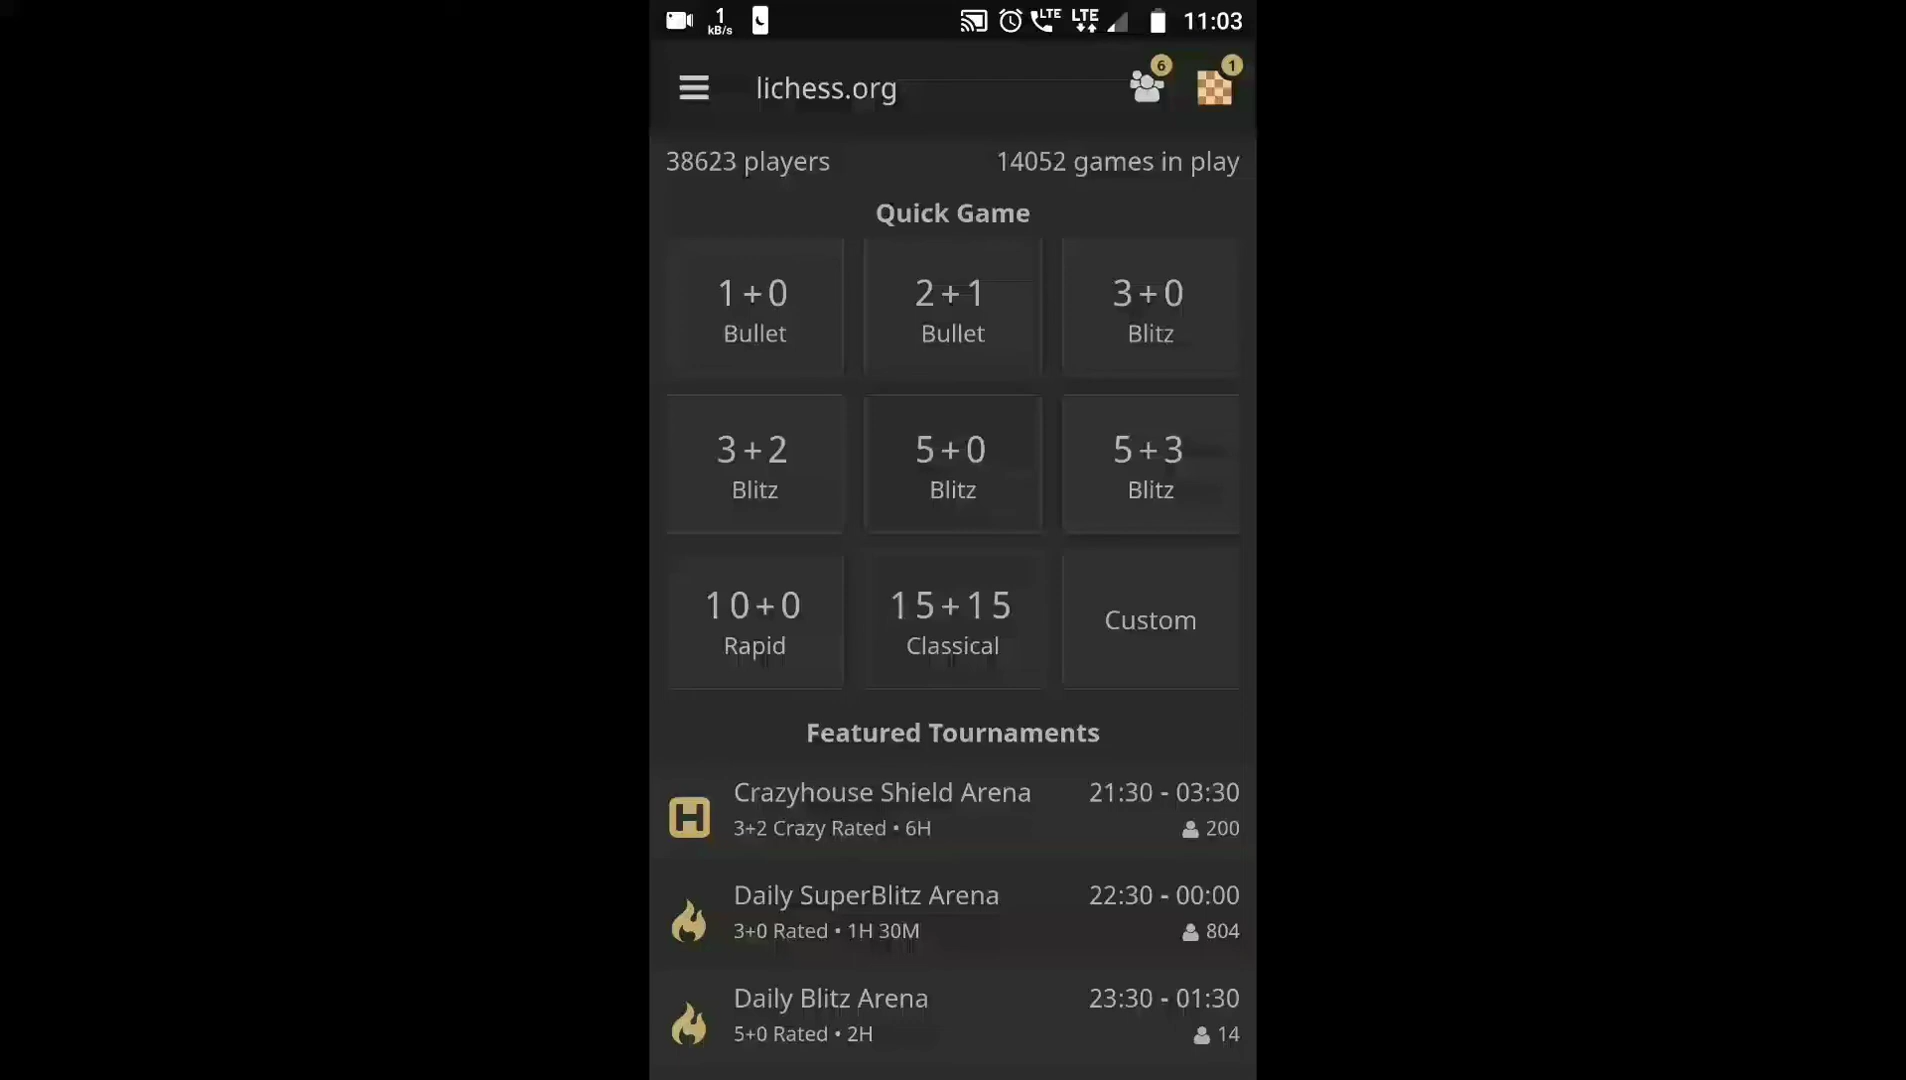 1 kB/s LTE LTE 11:03
lichess.org 6 1
38623 players 14052 games in play
Quick Game
1+0 2+1 3+0
Bullet Bullet Blitz
3+2 5+0 5+3
Blitz Blitz Blitz
10+0 15+15 Custom
Rapid Classical
Featured Tournaments
Crazyhouse Shield Arena 21:30 - 03:30
3+2 Crazy Rated • 6H 200
Daily SuperBlitz Arena 22:30 - 00:00
3+0 Rated • 1H 30M 804
Daily Blitz Arena 23:30 - 01:30
5+0 Rated • 2H 14